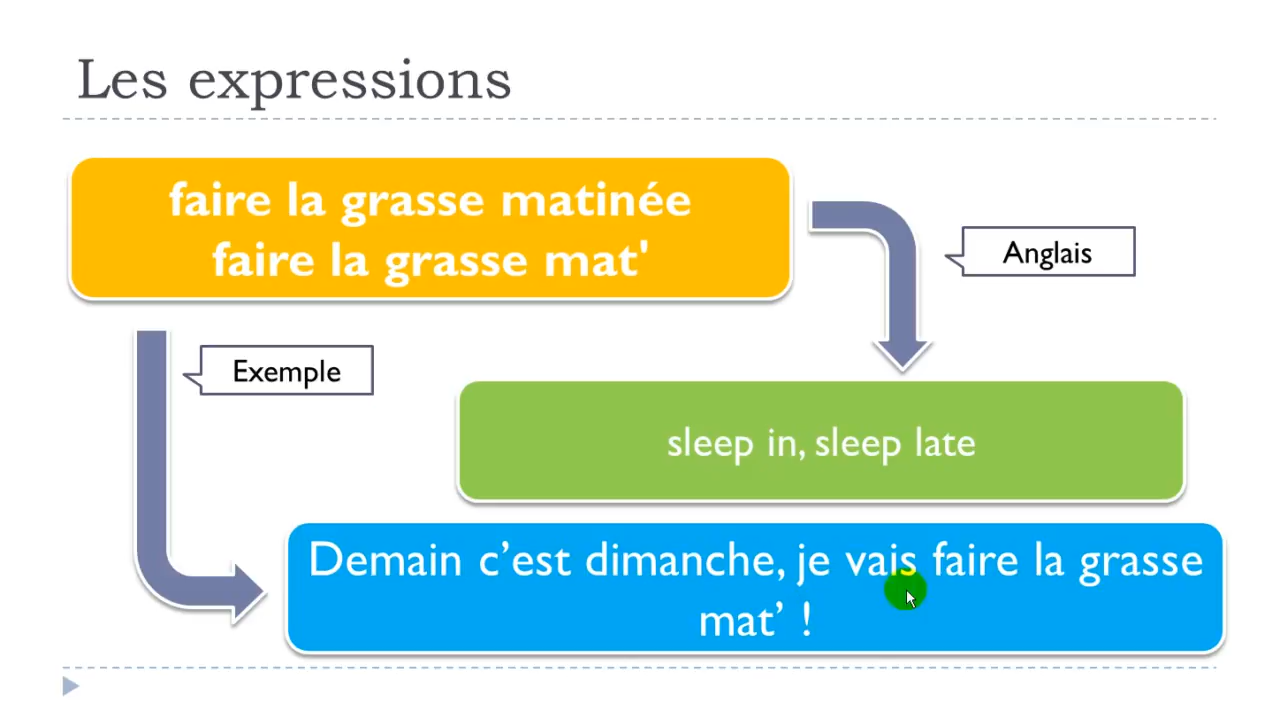 Les expressions
faire la grasse matinée
faire la grasse mat'
Anglais
Exemple
sleep in, sleep late
Demain c’est dimanche, je vais faire la grasse
mat’ !